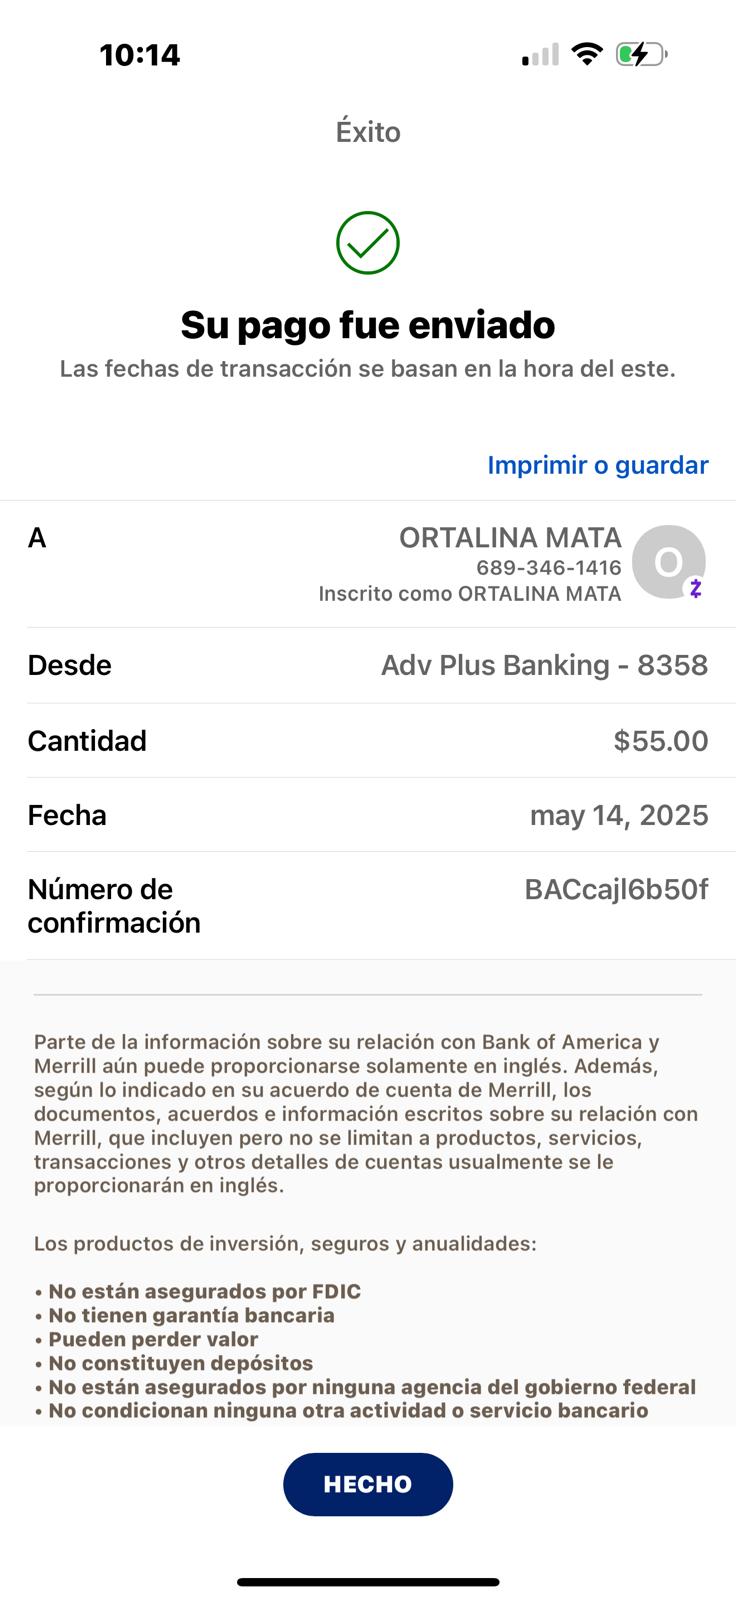 10:14
Éxito
Su pago fue enviado
Las fechas de transacción se basan en la hora del este.
Imprimir o guardar
A
ORTALINA MATA
689-346-1416
Inscrito como ORTALINA MATA
O
Desde
Adv Plus Banking - 8358
Cantidad
$55.00
Fecha
may 14, 2025
Número de
confirmación
BACcajl6b50f
Parte de la información sobre su relación con Bank of America y
Merrill aún puede proporcionarse solamente en inglés. Además,
según lo indicado en su acuerdo de cuenta de Merrill, los
documentos, acuerdos e información escritos sobre su relación con
Merrill, que incluyen pero no se limitan a productos, servicios,
transacciones y otros detalles de cuentas usualmente se le
proporcionarán en inglés.
Los productos de inversión, seguros y anualidades:
• No están asegurados por FDIC
• No tienen garantía bancaria
• Pueden perder valor
• No constituyen depósitos
• No están asegurados por ninguna agencia del gobierno federal
• No condicionan ninguna otra actividad o servicio bancario
HECHO